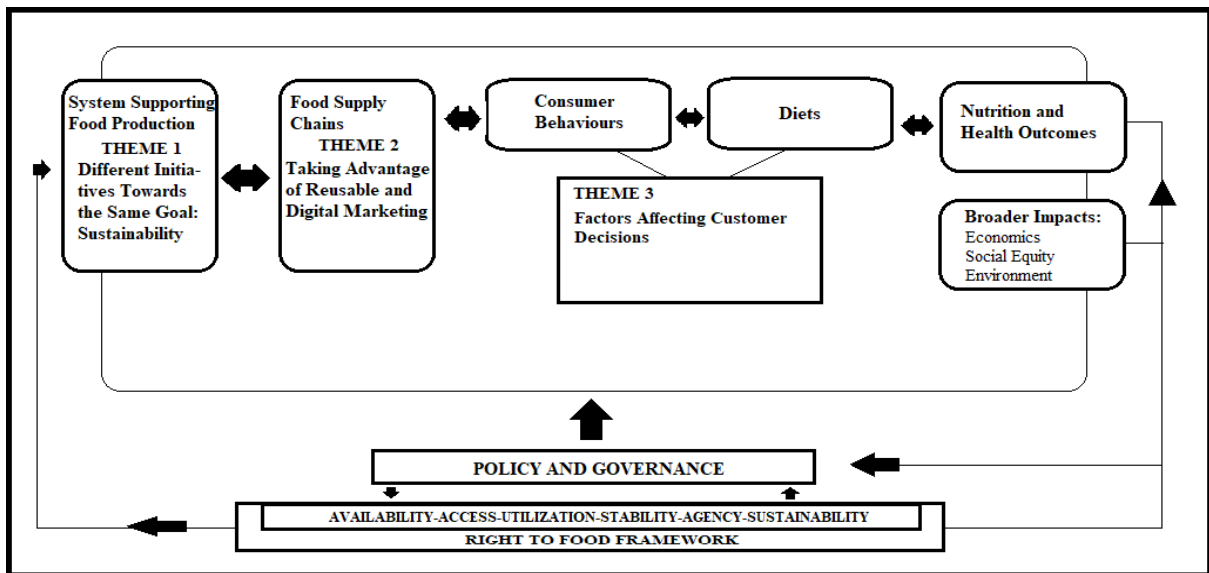 System Supporting
Food Production
THEME 1
Different Initia-
tives Towards
the Same Goal:
Sustainability
Food Supply
Chains
THEME 2
Taking Advantage
of Reusable and
Digital Marketing
Consumer
Behaviours
Diets
Nutrition and
Health Outcomes
THEME 3
Factors Affecting Customer
Decisions
Broader Impacts:
Economics
Social Equity
Environment
POLICY AND GOVERNANCE
AVAILABILITY-ACCESS-UTILIZATION-STABILITY-AGENCY-SUSTAINABILITY
RIGHT TO FOOD FRAMEWORK